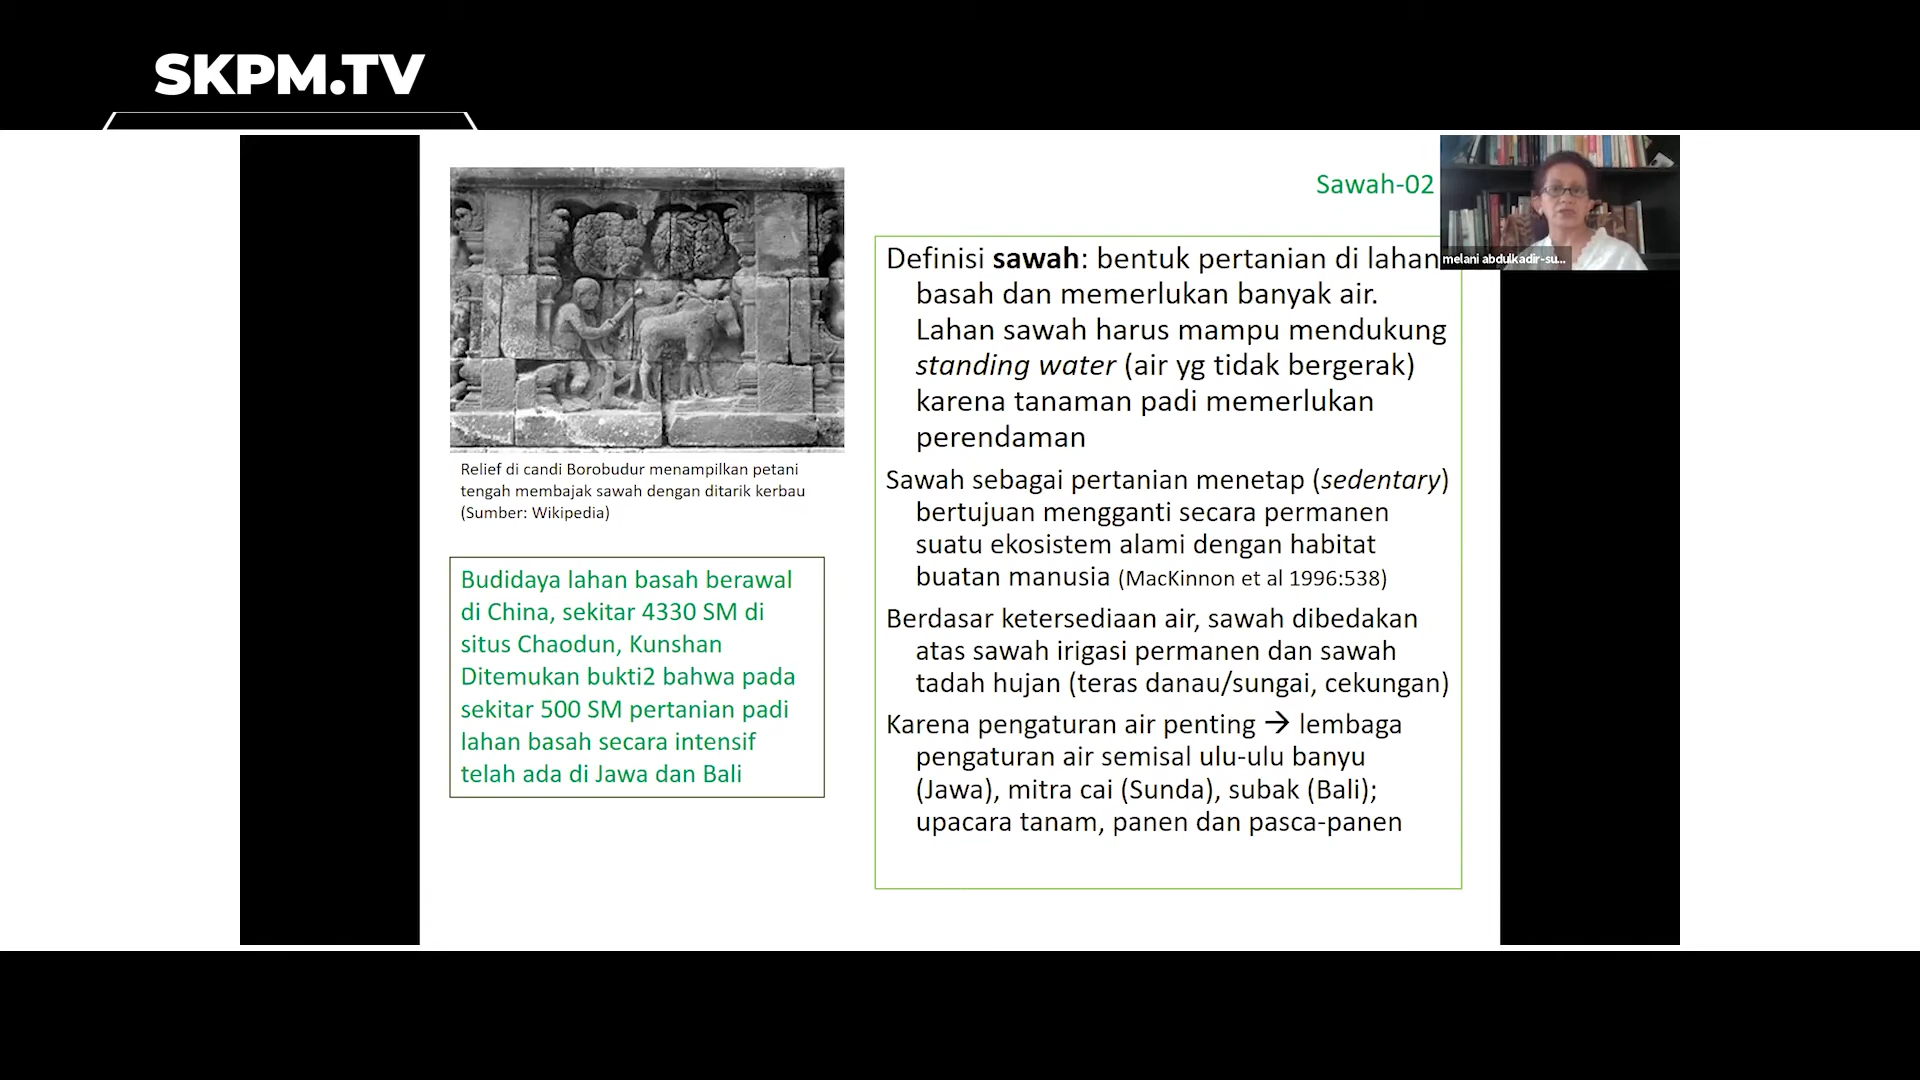 SKPM.TV
Sawah-02
melani abdulkadir-su...
Relief di candi Borobudur menampilkan petani
tengah membajak sawah dengan ditarik kerbau
(Sumber: Wikipedia)
Budidaya lahan basah berawal
di China, sekitar 4330 SM di
situs Chaodun, Kunshan
Ditemukan bukti2 bahwa pada
sekitar 500 SM pertanian padi
lahan basah secara intensif
telah ada di Jawa dan Bali
Definisi sawah: bentuk pertanian di lahan
basah dan memerlukan banyak air.
Lahan sawah harus mampu mendukung
standing water (air yg tidak bergerak)
karena tanaman padi memerlukan
perendaman
Sawah sebagai pertanian menetap (sedentary)
bertujuan mengganti secara permanen
suatu ekosistem alami dengan habitat
buatan manusia (MacKinnon et al 1996:538)
Berdasar ketersediaan air, sawah dibedakan
atas sawah irigasi permanen dan sawah
tadah hujan (teras danau/sungai, cekungan)
Karena pengaturan air penting → lembaga
pengaturan air semisal ulu-ulu banyu
(Jawa), mitra cai (Sunda), subak (Bali);
upacara tanam, panen dan pasca-panen